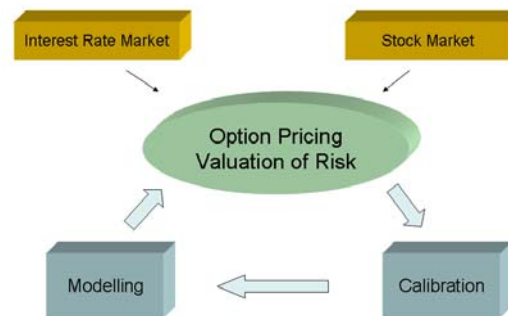 Interest Rate Market
Stock Market
Option Pricing
Valuation of Risk
Modelling
Calibration